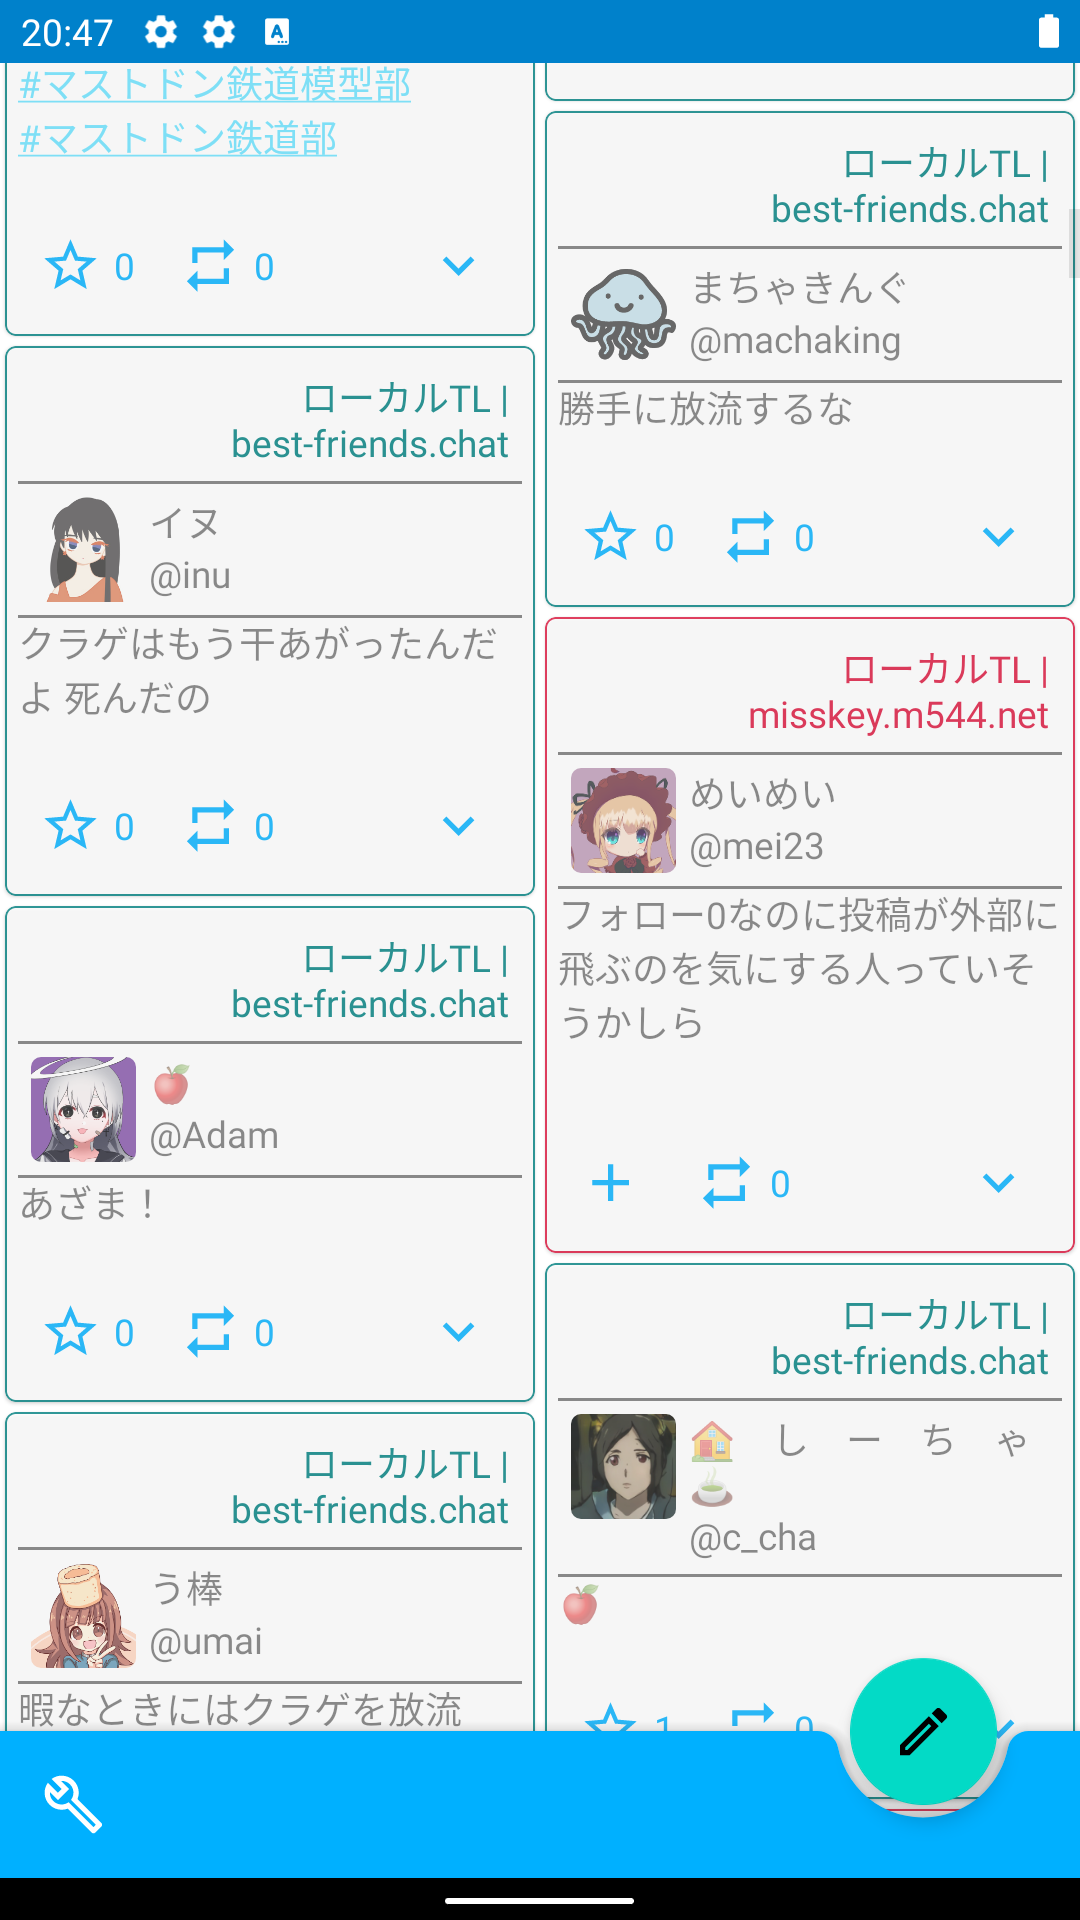 20:47
#マストドン鉄道模型部
#マストドン鉄道部
0 0
ローカルTL |
best-friends.chat
イヌ
@inu
クラゲはもう干あがったんだ
よ 死んだの
0 0
ローカルTL |
best-friends.chat
🍎
@Adam
あざま！
0 0
ローカルTL |
best-friends.chat
う棒
@umai
暇なときにはクラゲを放流
ローカルTL |
best-friends.chat
まちゃきんぐ
@machaking
勝手に放流するな
0 0
ローカルTL |
misskey.m544.net
めいめい
@mei23
フォロー0なのに投稿が外部に
飛ぶのを気にする人っていそ
うかしら
0
ローカルTL |
best-friends.chat
🏠　し　ー　ち　ゃ
🍵
@c_cha
🍎
1 0